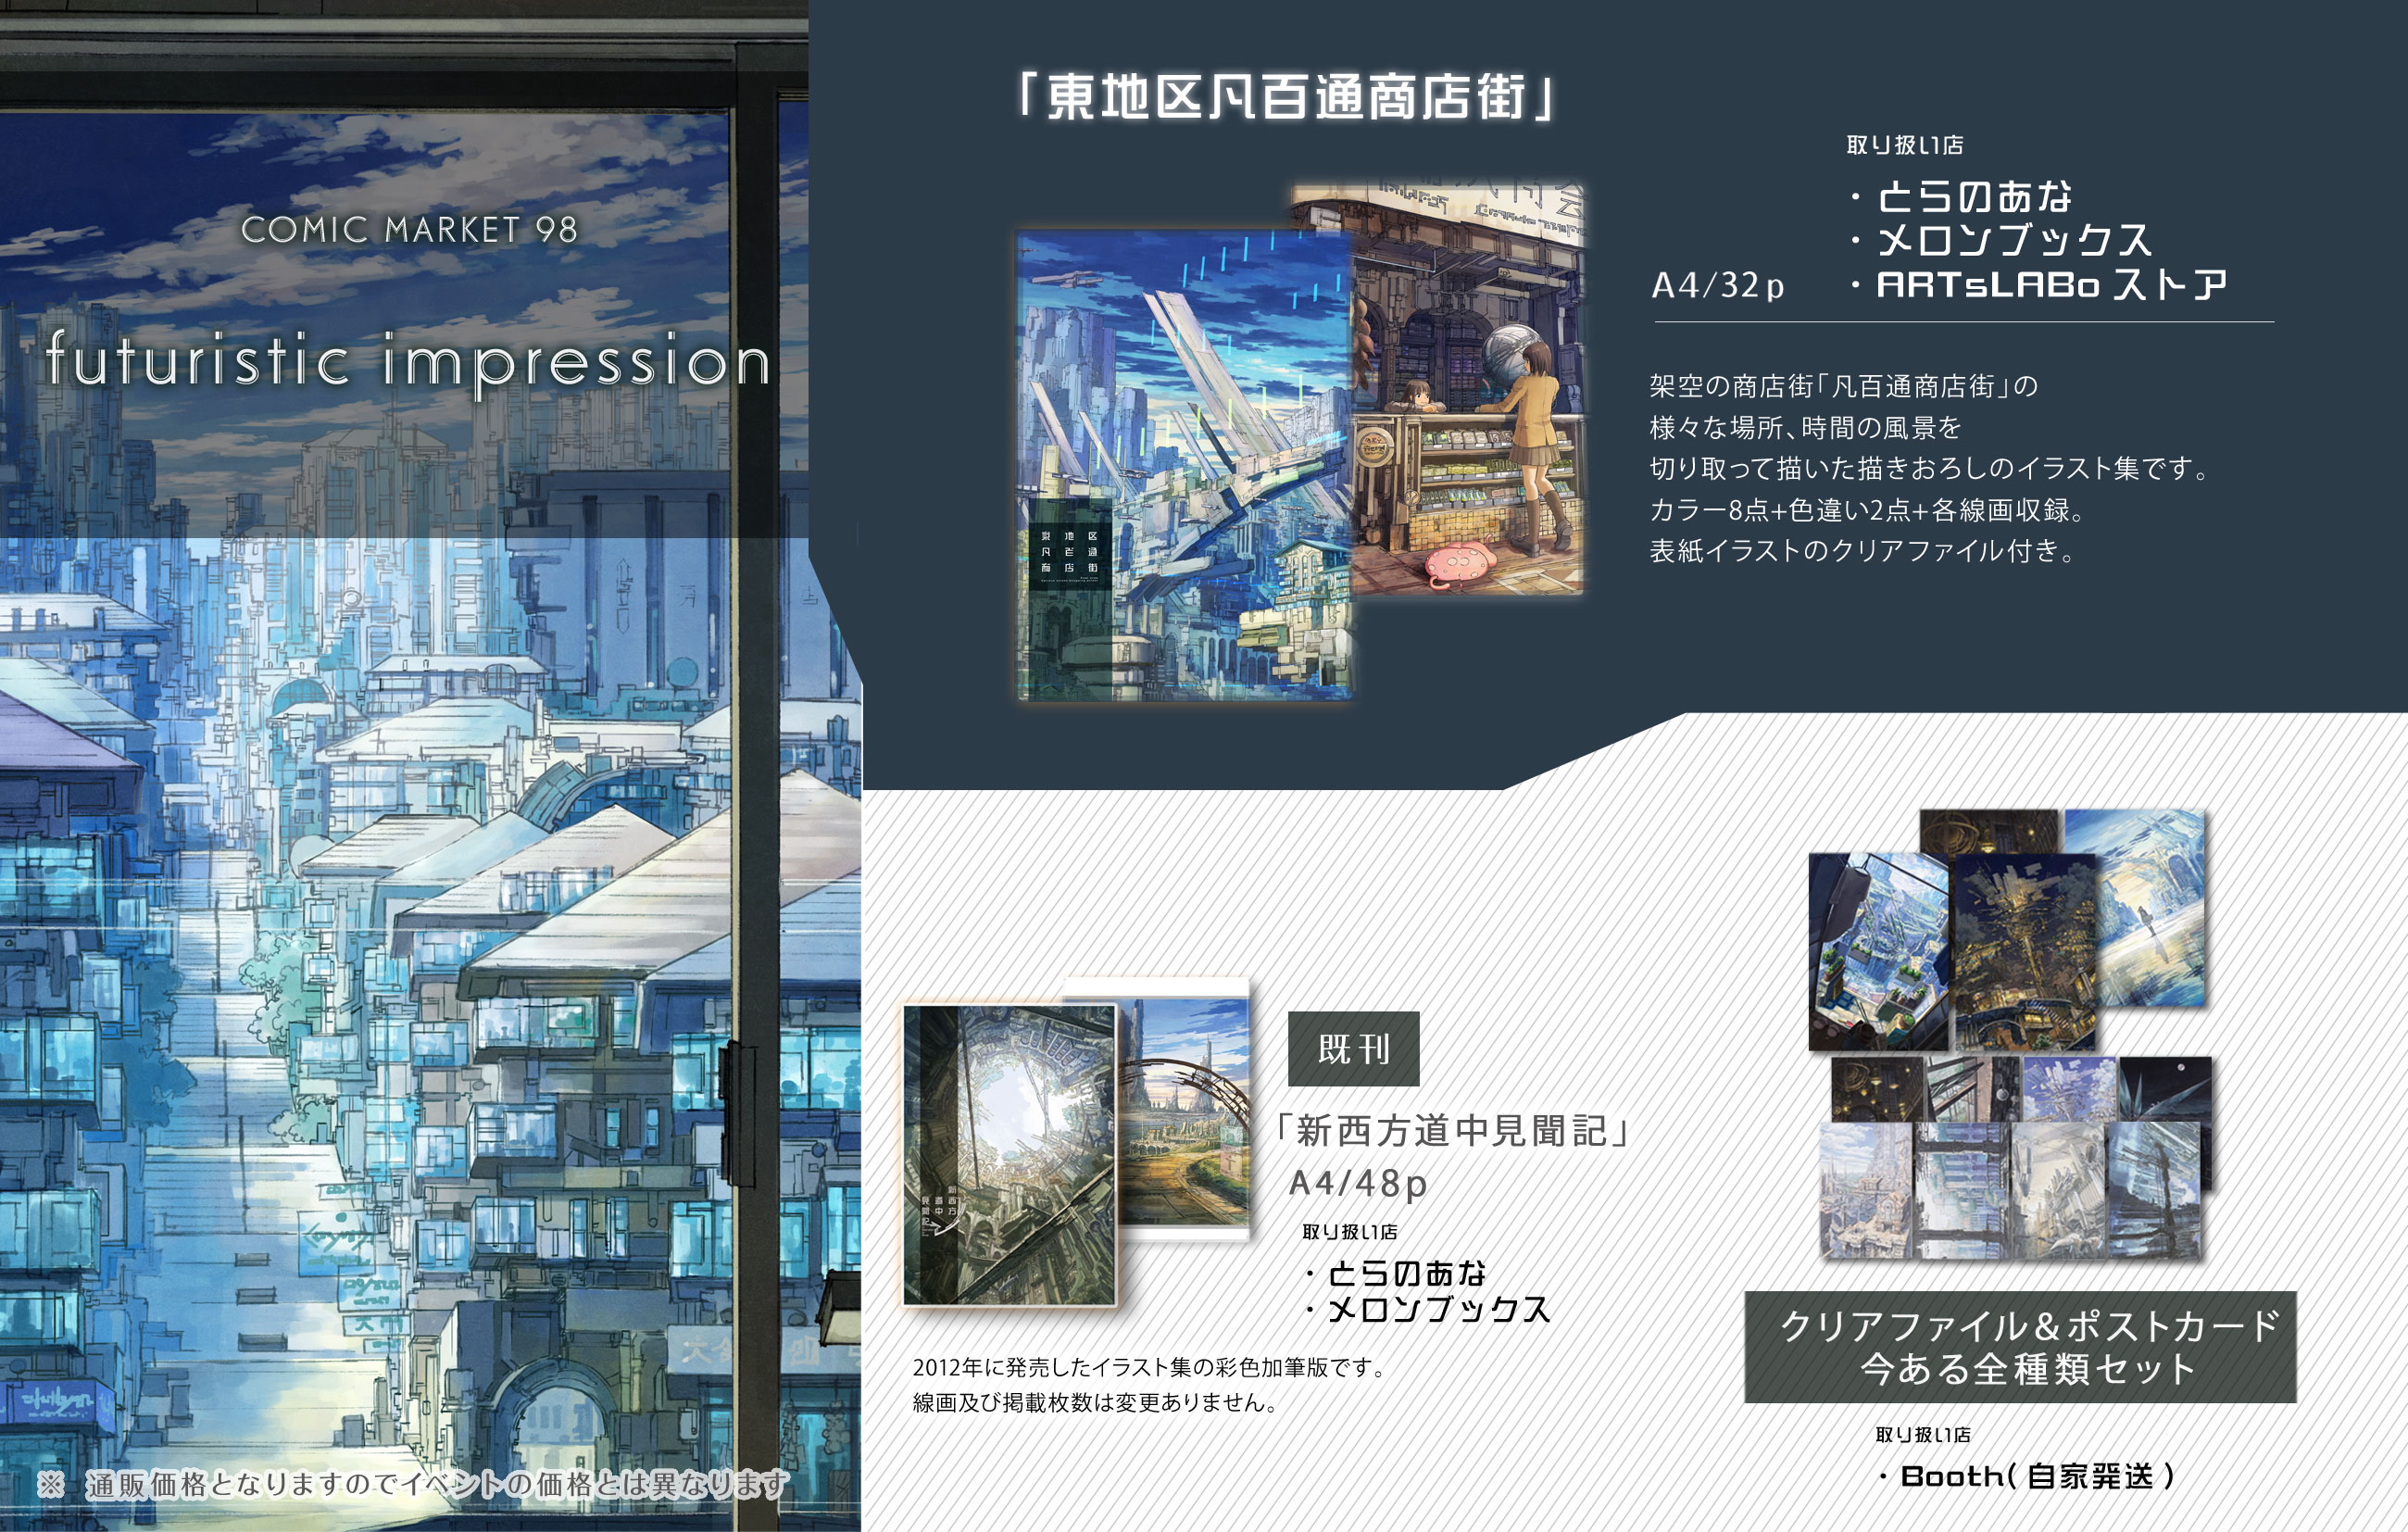 COMIC MARKET 98
futuristic impression
※ 通販価格となりますのでイベントの価格とは異なります
「東地区凡百通商店街」
取り扱い店
・とらのあな
・メロンブックス
・ARTsLABo ストア
A4/32p
架空の商店街「凡百通商店街」の
様々な場所、時間の風景を
切り取って描いた描きおろしのイラスト集です。
カラー8点+色違い2点+各線画収録。
表紙イラストのクリアファイル付き。
東地区
凡百通
商店街
既刊
「新西方道中見聞記」
A4/48p
取り扱い店
・とらのあな
・メロンブックス
新西方
道中
見聞記
2012年に発売したイラスト集の彩色加筆版です。
線画及び掲載枚数は変更ありません。
クリアファイル＆ポストカード
今ある全種類セット
取り扱い店
・Booth( 自家発送 )